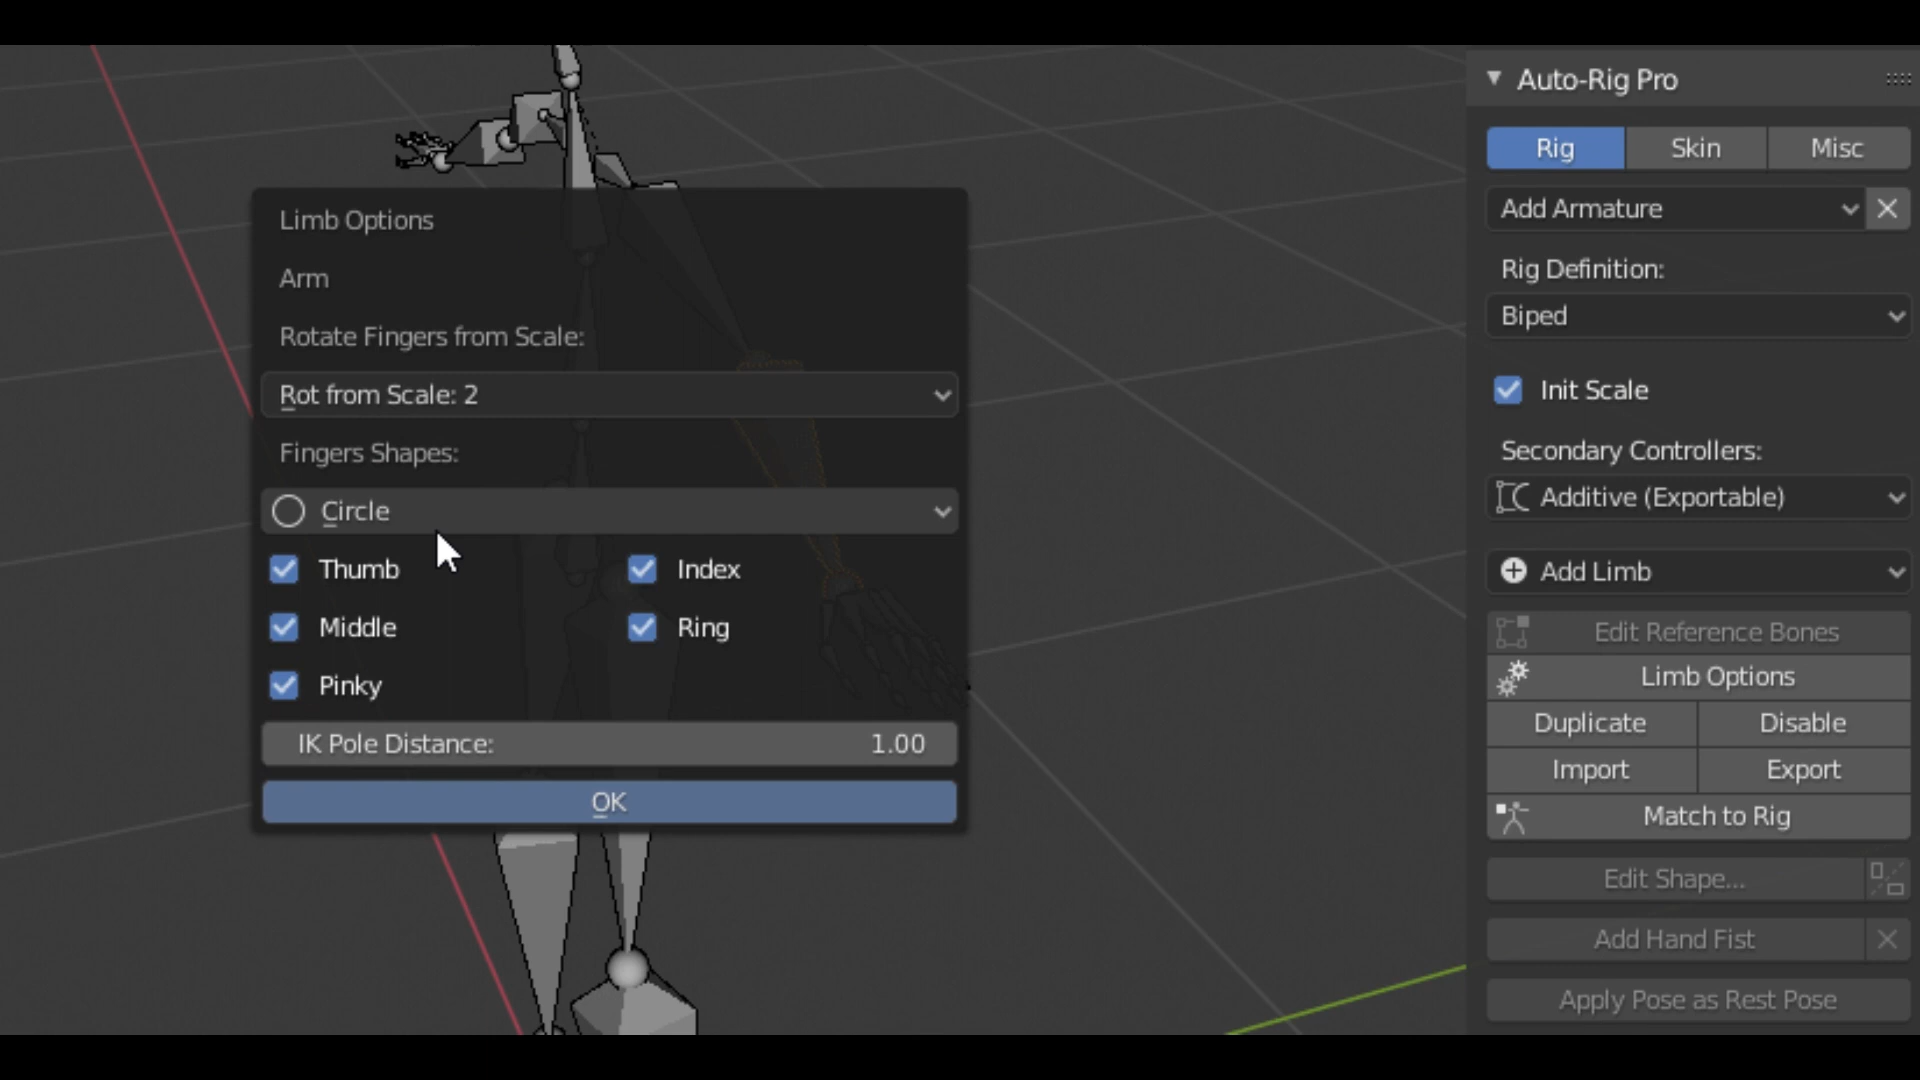 Limb Options
Arm
Rotate Fingers from Scale:
Rot from Scale: 2
Fingers Shapes:
Circle
Thumb Index
Middle Ring
Pinky
IK Pole Distance: 1.00
OK
Auto-Rig Pro
Rig Skin Misc
Add Armature
Rig Definition:
Biped
Init Scale
Secondary Controllers:
Additive (Exportable)
Add Limb
Edit Reference Bones
Limb Options
Duplicate Disable
Import Export
Match to Rig
Edit Shape...
Add Hand Fist
Apply Pose as Rest Pose